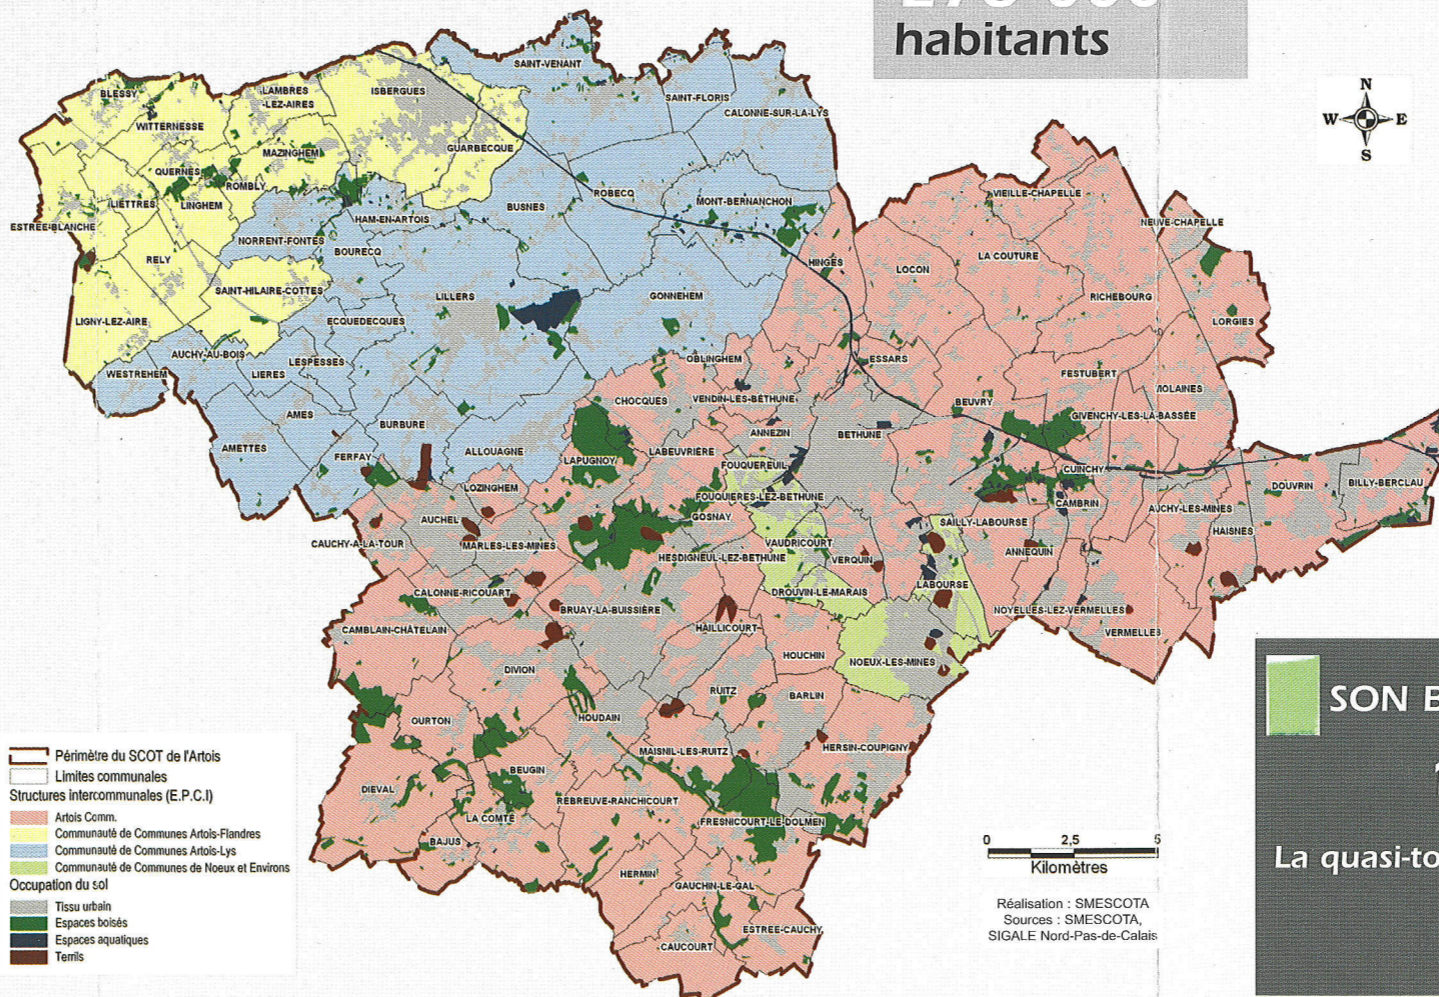 habitants
N
W E
S
SAINT-VENANT
BLESSY
LAMBRES
-LEZ-AIRES
ISBERGUES
SAINT-FLORIS
CALONNE-SUR-LA-LYS
WITTERNESSE
GUARBECQUE
MAZINGHEM
QUERNES
ROMBLY
LIETTRES
LINGHEM
ROBECQ
VIEILLE-CHAPELLE
MONT-BERNANCHON
BUSNES
HAM-EN-ARTOIS
NEUVE-CHAPELLE
ESTREE-BLANCHE
NORRENT-FONTES
BOURECQ
LA COUTURE
RELY
HINGES
LOCON
SAINT-HILAIRE-COTTES
LILLERS
GONNEHEM
RICHEBOURG
LIGNY-LEZ-AIRE
ECQUEDECQUES
LORGIES
AUCHY-AU-BOIS
LESPESSES
OBLINGHEM
ESSARS
WESTREHEM
LIERES
FESTUBERT
VIOLAINES
CHOCQUES
VENDIN-LES-BÉTHUNE
BEUVRY
AMES
BURBURE
GIVENCHY-LES-LA-BASSÉE
ANNEZIN
BETHUNE
AMETTES
FERFAY
ALLOUAGNE
LAPUGNOY
LABEUVRIÈRE
FOUQUEREUIL
CUINCHY
LOZINGHEM
FOUQUIERES-LEZ-BETHUNE
CAMBRIN
DOUVRIN
BILLY-BERCLAU
AUCHEL
GOSNAY
SAILLY-LABOURSE
AUCHY-LES-MINES
CAUCHY-A-LA-TOUR
MARLES-LES-MINES
VAUDRICOURT
HAISNES
HESDIGNEUL-LEZ-BETHUNE
VERQUIN
ANNEQUIN
CALONNE-RICOUART
DROUVIN-LE-MARAIS
LABOURSE
BRUAY-LA-BUISSIÈRE
NOYELLES-LEZ-VERMELLES
CAMBLAIN-CHÂTELAIN
HAILLICOURT
VERMELLES
HOUCHIN
NOEUX-LES-MINES
DIVION
RUITZ
BARLIN
OURTON
HOUDAIN
MAISNIL-LES-RUITZ
HERSIN-COUPIGNY
BEUGIN
DIEVAL
REBREUVE-RANCHICOURT
LA COMTÉ
FRESNICOURT-LE-DOLMEN
BAJUS
HERMIN
GAUCHIN-LE-GAL
ESTREE-CAUCHY
CAUCOURT
Périmètre du SCOT de l'Artois
Limites communales
Structures intercommunales (E.P.C.I)
Artois Comm.
Communauté de Communes Artois-Flandres
Communauté de Communes Artois-Lys
Communauté de Communes de Noeux et Environs
Occupation du sol
Tissu urbain
Espaces boisés
Espaces aquatiques
Terrils
0 2,5 5
Kilomètres
Réalisation : SMESCOTA
Sources : SMESCOTA,
SIGALE Nord-Pas-de-Calais
SON
La quasi-to